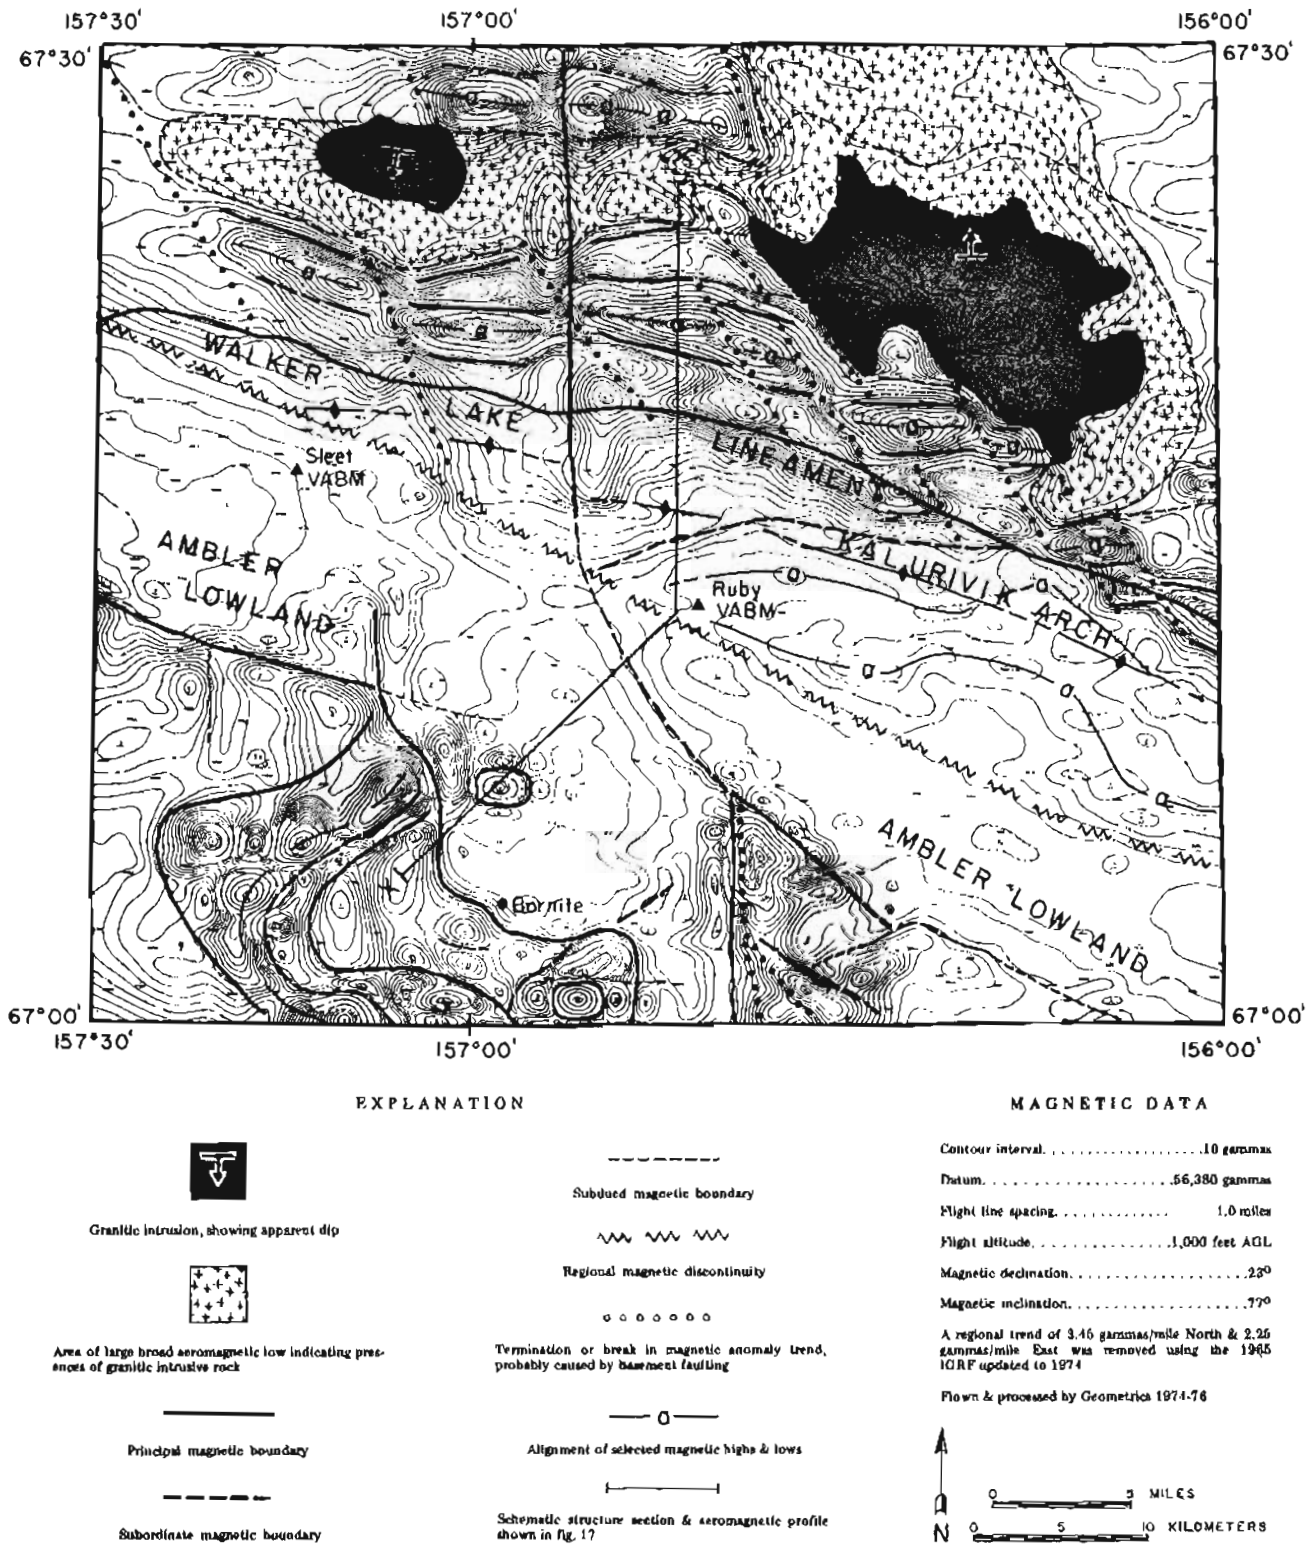 157°30'
157°00'
156°00'
67°30'
67°30'
WALKER
LAKE
LINEAMENT
Sleet
VABM
AMBLER
LOWLAND
KALURIVIK ARCH
Ruby
VABM
AMBLER LOWLAND
Bornite
67°00'
67°00'
157°30'
157°00'
156°00'
EXPLANATION
Granitic intrusion, showing apparent dip
Area of large broad aeromagnetic low indicating pres-
ences of granitic intrusive rock
Principal magnetic boundary
Subordinate magnetic boundary
Subdued magnetic boundary
Regional magnetic discontinuity
Termination or break in magnetic anomaly trend,
probably caused by basement faulting
Alignment of selected magnetic highs & lows
Schematic structure section & aeromagnetic profile
shown in fig. 17
MAGNETIC DATA
Contour interval. . . . . . . . . . . . . . . . . . . .10 gammas
Datum. . . . . . . . . . . . . . . . . . . .56,380 gammas
Flight line spacing. . . . . . . . . . . . 1.0 miles
Flight altitude. . . . . . . . . . . . . . .1,000 feet AGL
Magnetic declination. . . . . . . . . . . . . . . . . . . .23°
Magnetic inclination. . . . . . . . . . . . . . . . . . . .77°
A regional trend of 3.45 gammas/mile North & 2.25
gammas/mile East was removed using the 1965
IGRF updated to 1974
Flown & processed by Geometrics 1974-76
N
0 5 MILES
0 5 10 KILOMETERS